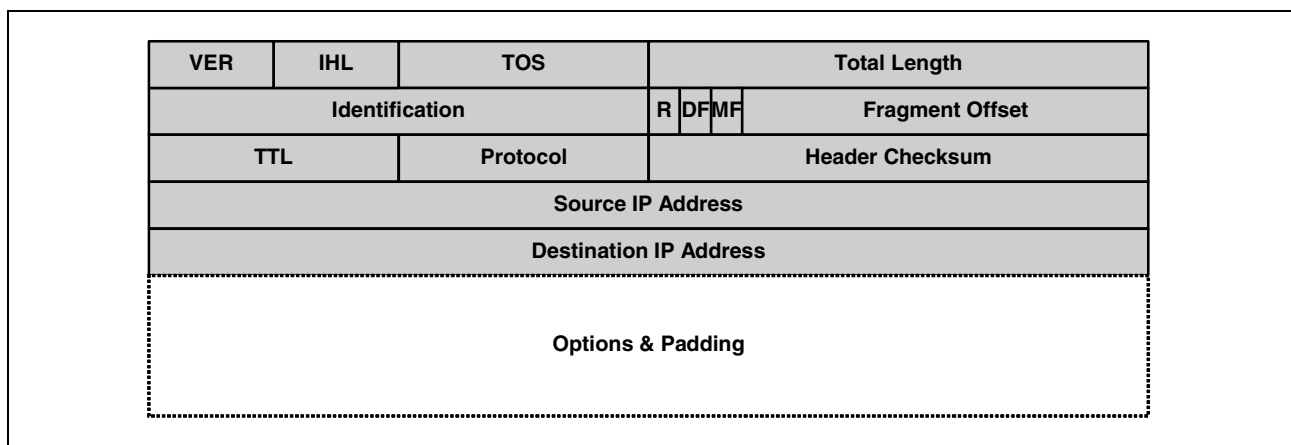 VER IHL TOS Total Length
Identification R DF MF Fragment Offset
TTL Protocol Header Checksum
Source IP Address
Destination IP Address
Options & Padding